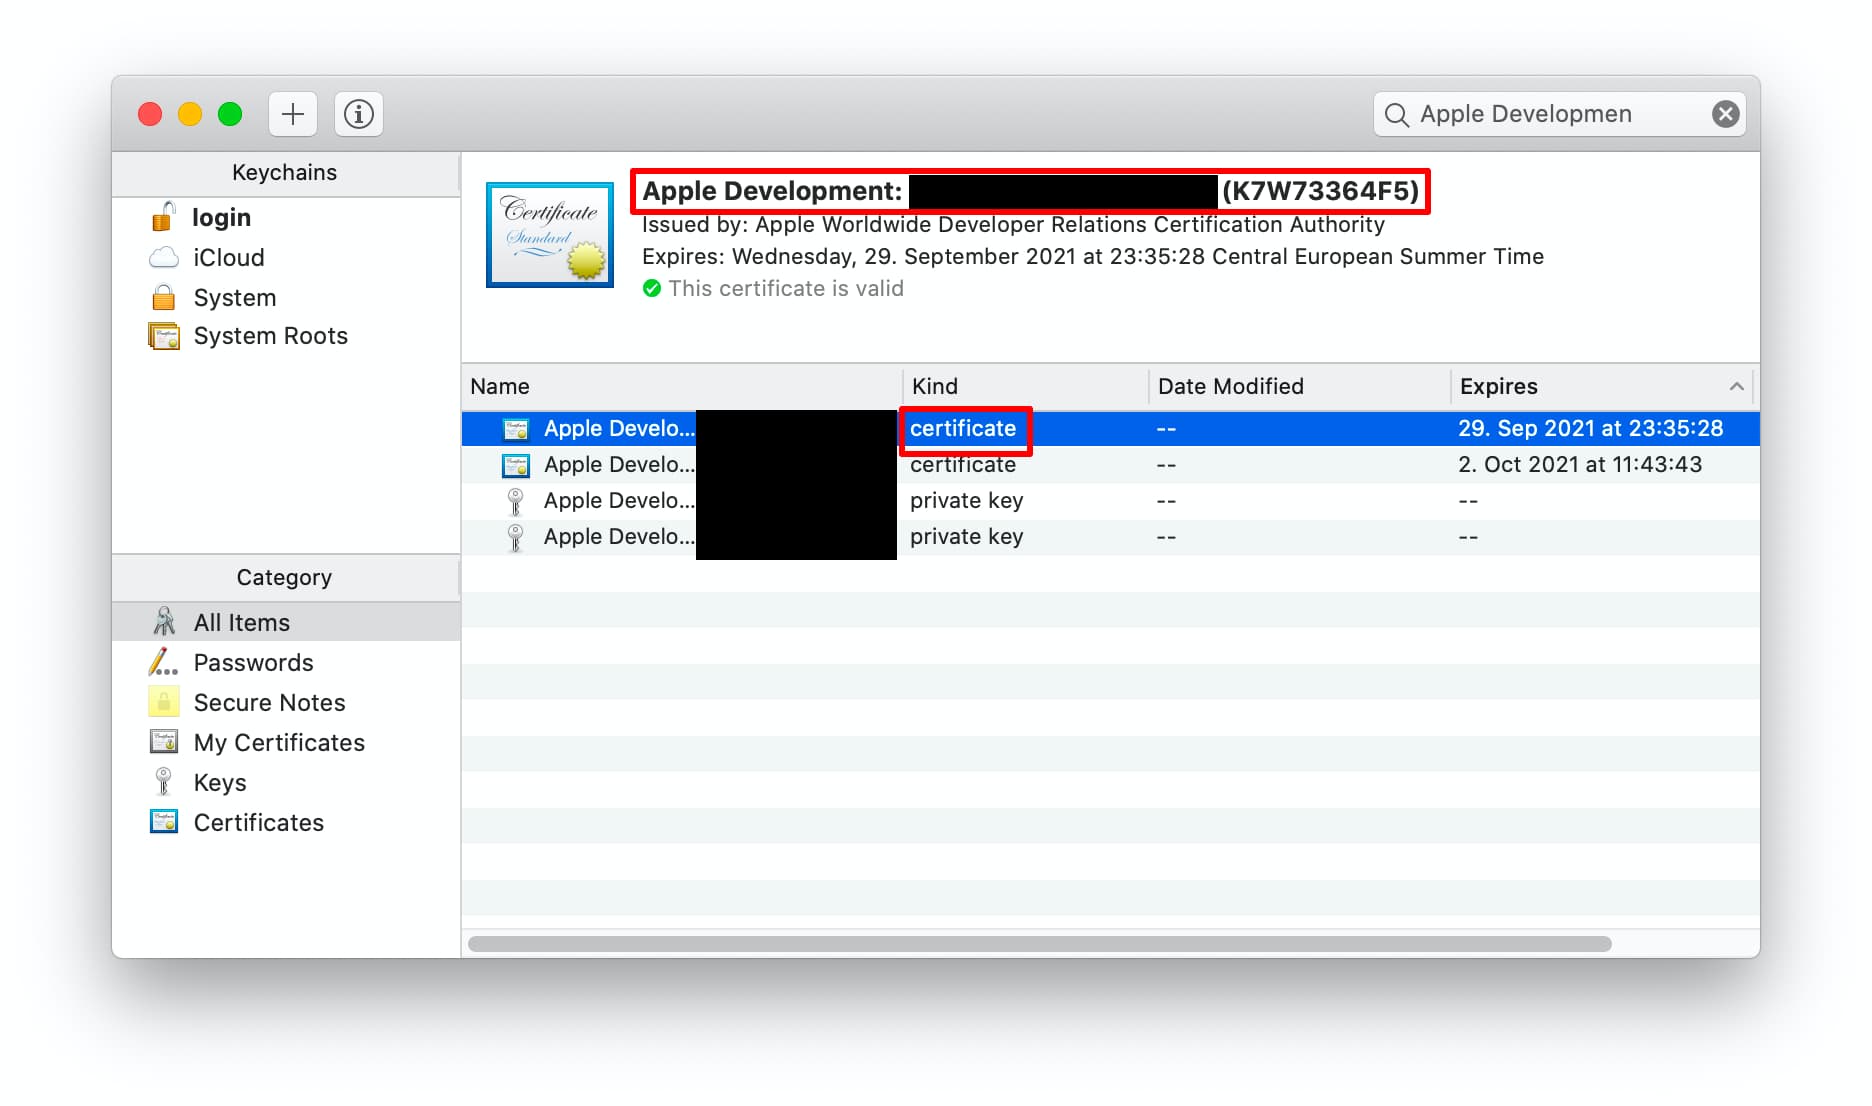 Apple Developmen
Keychains
login
iCloud
System
System Roots
Category
All Items
Passwords
Secure Notes
My Certificates
Keys
Certificates
Certificate
Standard
Apple Development: (K7W73364F5)
Issued by: Apple Worldwide Developer Relations Certification Authority
Expires: Wednesday, 29. September 2021 at 23:35:28 Central European Summer Time
This certificate is valid
Name Kind Date Modified Expires
Apple Develo... certificate -- 29. Sep 2021 at 23:35:28
Apple Develo... certificate -- 2. Oct 2021 at 11:43:43
Apple Develo... private key -- --
Apple Develo... private key -- --